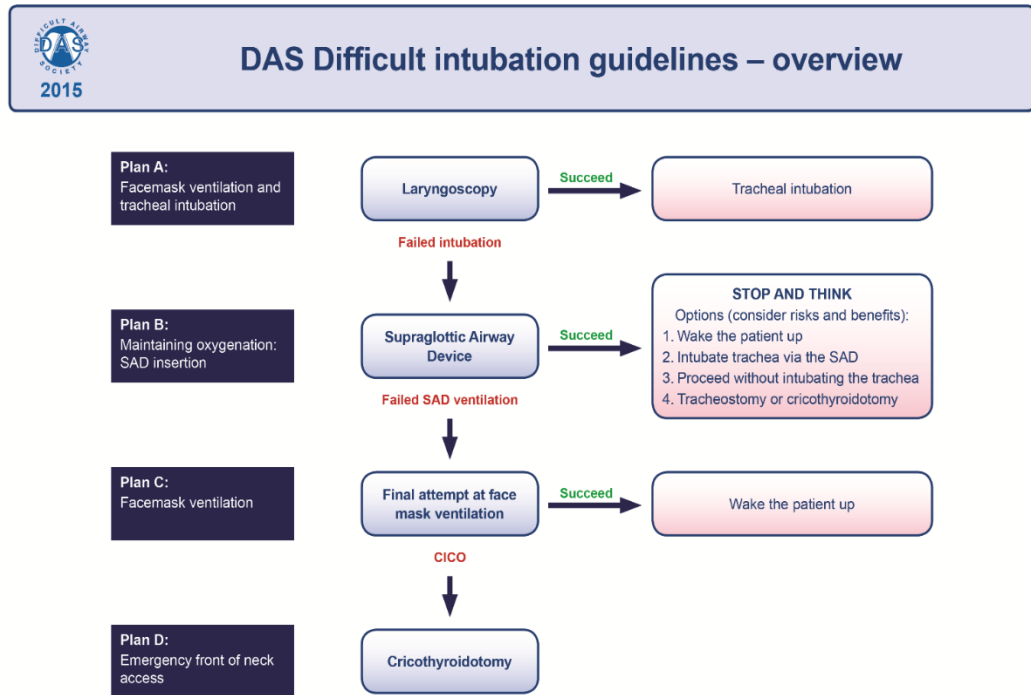 DIFFICULT AIRWAY SOCIETY
DAS
2015
DAS Difficult intubation guidelines – overview
Plan A:
Facemask ventilation and
tracheal intubation
Laryngoscopy
Succeed
Tracheal intubation
Failed intubation
Plan B:
Maintaining oxygenation:
SAD insertion
Supraglottic Airway
Device
Succeed
STOP AND THINK
Options (consider risks and benefits):
1. Wake the patient up
2. Intubate trachea via the SAD
3. Proceed without intubating the trachea
4. Tracheostomy or cricothyroidotomy
Failed SAD ventilation
Plan C:
Facemask ventilation
Final attempt at face
mask ventilation
Succeed
Wake the patient up
CICO
Plan D:
Emergency front of neck
access
Cricothyroidotomy